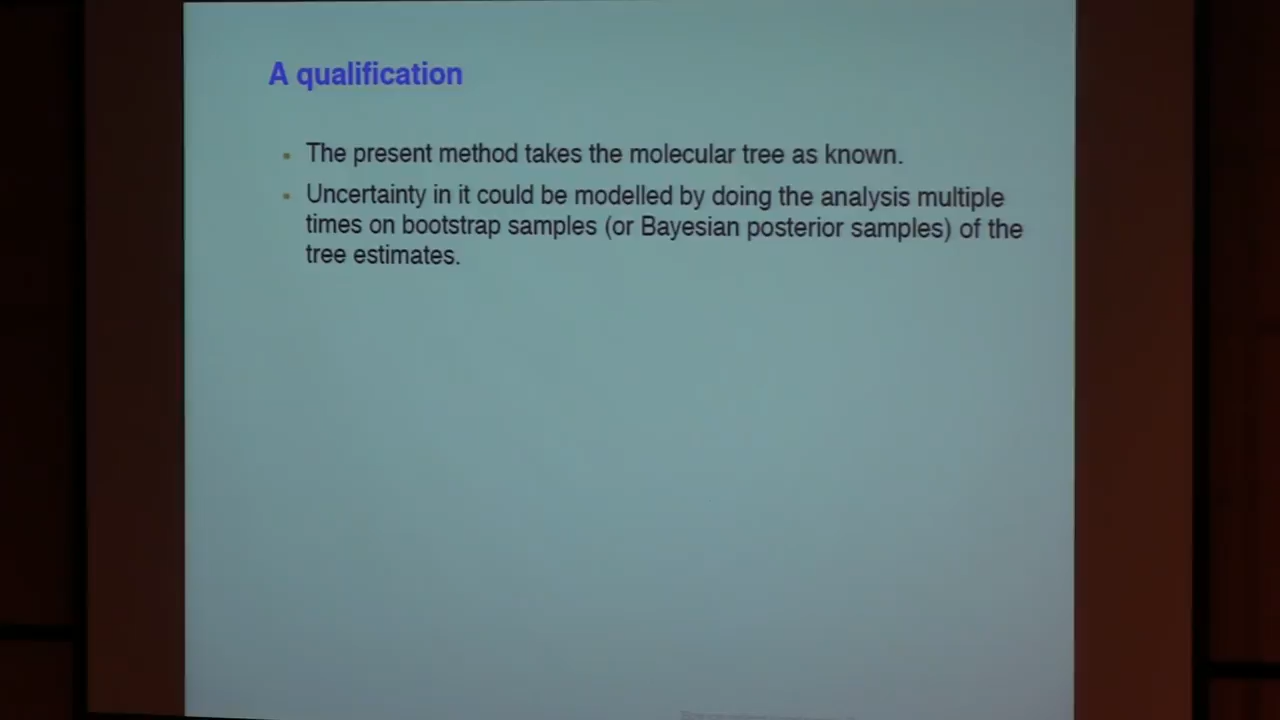 A qualification
The present method takes the molecular tree as known.
Uncertainty in it could be modelled by doing the analysis multiple
times on bootstrap samples (or Bayesian posterior samples) of the
tree estimates.